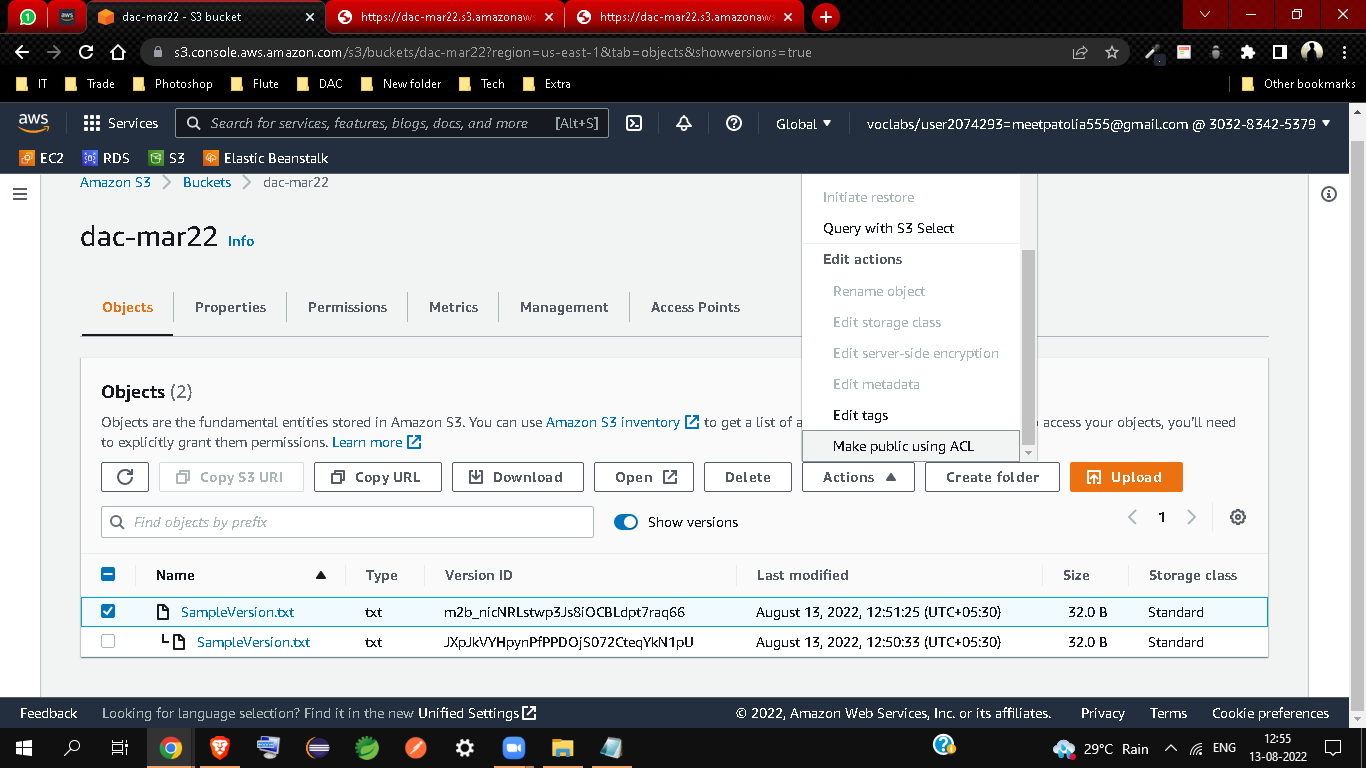 dac-mar22 - S3 bucket
https://dac-mar22.s3.amazonaws
https://dac-mar22.s3.amazonaws
s3.console.aws.amazon.com/s3/buckets/dac-mar22?region=us-east-1&tab=objects&showversions=true
IT Trade Photoshop Flute DAC New folder Tech Extra Other bookmarks
aws Services Search for services, features, blogs, docs, and more [Alt+S] Global voclabs/user2074293=meetpatolia555@gmail.com @ 3032-8342-5379
EC2 RDS S3 Elastic Beanstalk
Amazon S3 Buckets dac-mar22
dac-mar22 Info
Objects Properties Permissions Metrics Management Access Points
Initiate restore
Query with S3 Select
Edit actions
Rename object
Edit storage class
Edit server-side encryption
Edit metadata
Edit tags
Make public using ACL
Objects (2)
Objects are the fundamental entities stored in Amazon S3. You can use Amazon S3 inventory to get a list of a access your objects, you'll need
to explicitly grant them permissions. Learn more
Copy S3 URI Copy URL Download Open Delete Actions Create folder Upload
Find objects by prefix Show versions 1
Name Type Version ID Last modified Size Storage class
SampleVersion.txt txt m2b_nicNRLstwp3Js8iOCBLdpt7raq66 August 13, 2022, 12:51:25 (UTC+05:30) 32.0 B Standard
SampleVersion.txt txt JXpJkVYHpynPfPPDOjS072CteqYkN1pU August 13, 2022, 12:50:33 (UTC+05:30) 32.0 B Standard
Feedback Looking for language selection? Find it in the new Unified Settings © 2022, Amazon Web Services, Inc. or its affiliates. Privacy Terms Cookie preferences
29°C Rain ENG 12:55
13-08-2022